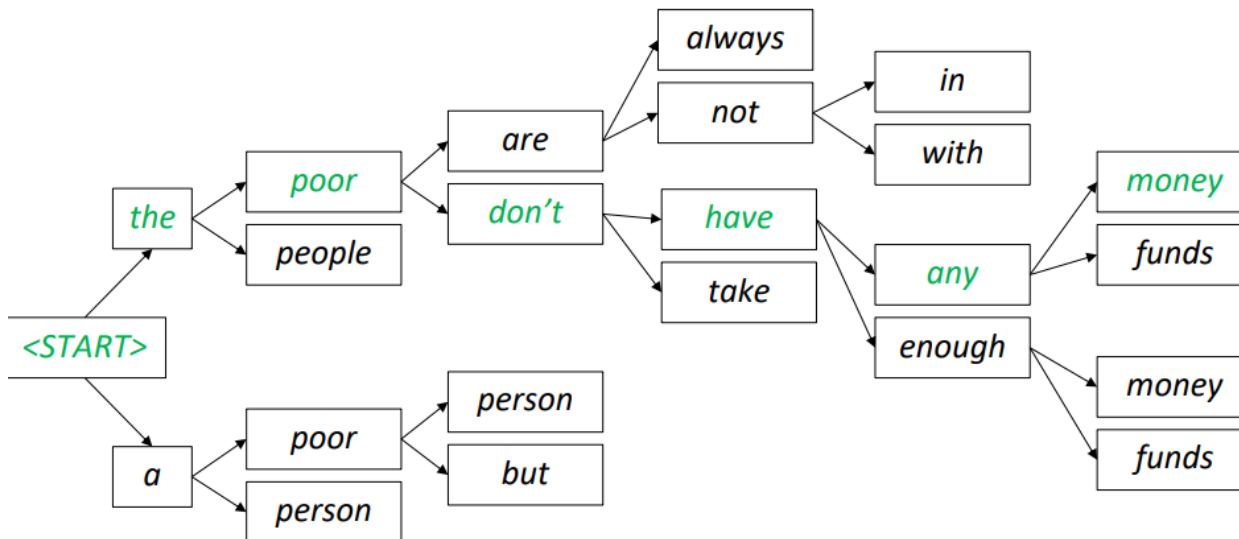 always
in
not
are
with
poor
money
the
don't
have
people
funds
any
take
<START>
enough
person
money
poor
but
funds
a
person